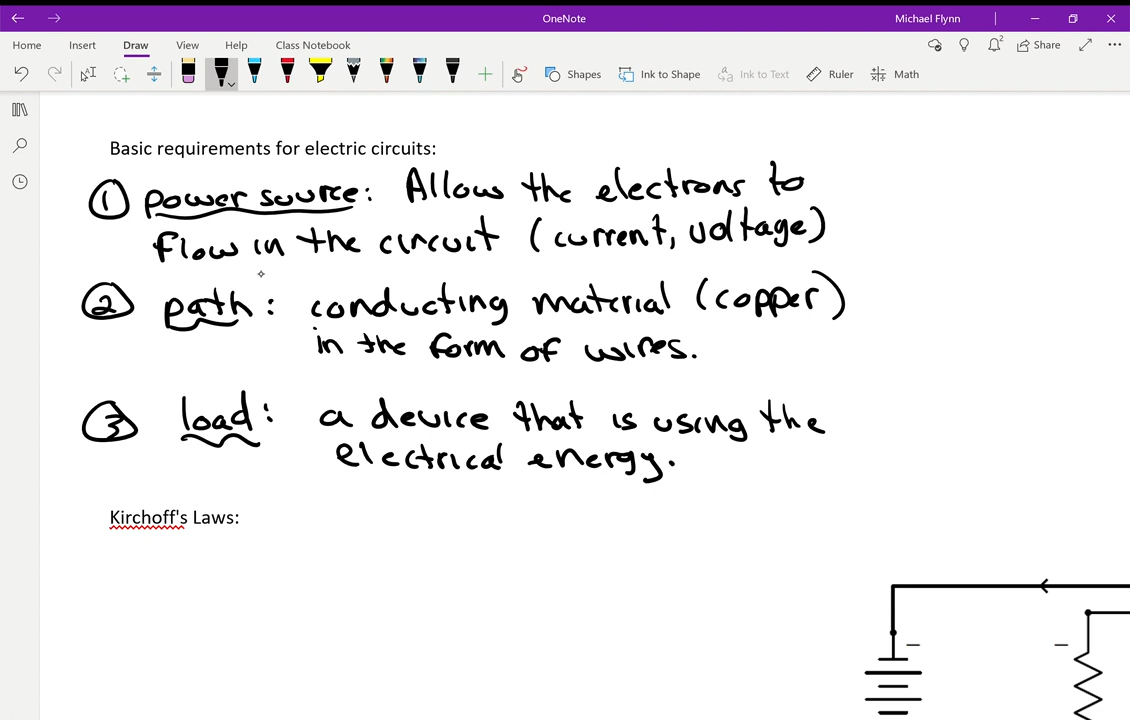 OneNote
Michael Flynn
Home Insert Draw View Help Class Notebook
2 Share
Shapes Ink to Shape Ink to Text Ruler Math
Basic requirements for electric circuits:
1 power source: Allow the electrons to
flow in the circuit (current, voltage)
2 path: conducting material (copper)
in the form of wires.
3 load: a device that is using the
electrical energy.
Kirchoff's Laws: